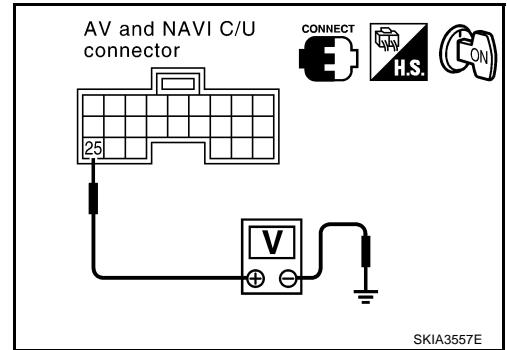 AV and NAVI C/U
connector
CONNECT
H.S.
ON
25
V
+ −
SKIA3557E